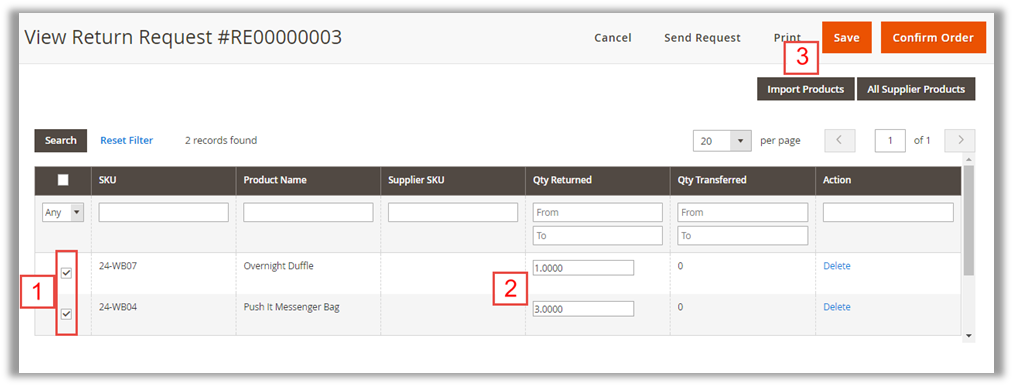 View Return Request #RE00000003
Cancel Send Request Print Save Confirm Order
3
Import Products All Supplier Products
Search Reset Filter 2 records found 20 per page 1 of 1
SKU Product Name Supplier SKU Qty Returned Qty Transferred Action
Any From From
To To
24-WB07 Overnight Duffle 1.0000 0 Delete
1 2
24-WB04 Push It Messenger Bag 3.0000 0 Delete